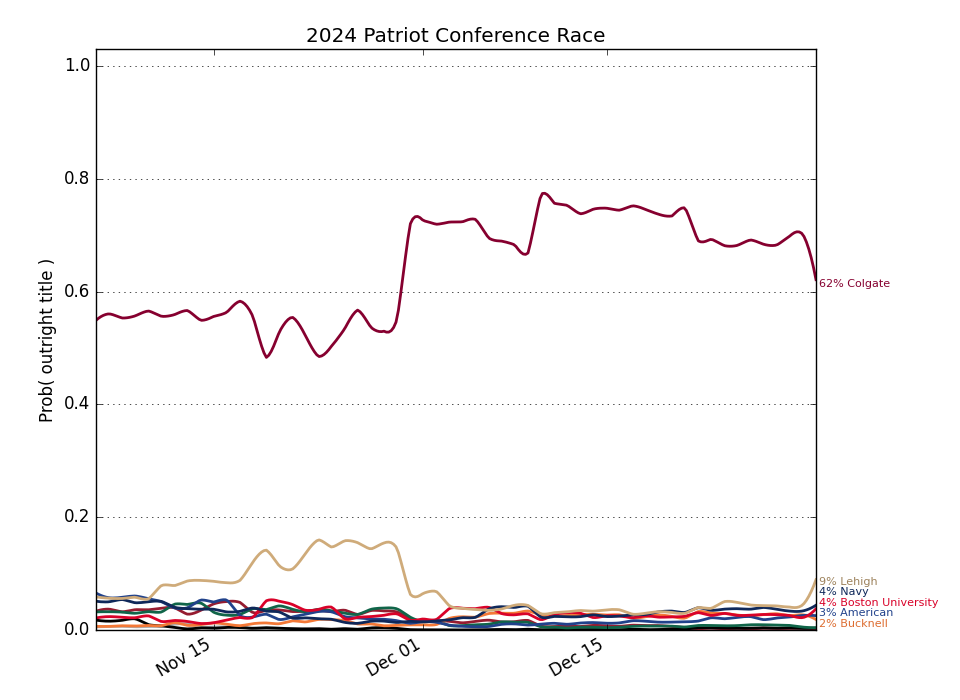 2024 Patriot Conference Race
Prob( outright title )
1.0
0.8
0.6
0.4
0.2
0.0
Nov 15
Dec 01
Dec 15
62% Colgate
9% Lehigh
4% Navy
4% Boston University
3% American
2% Bucknell